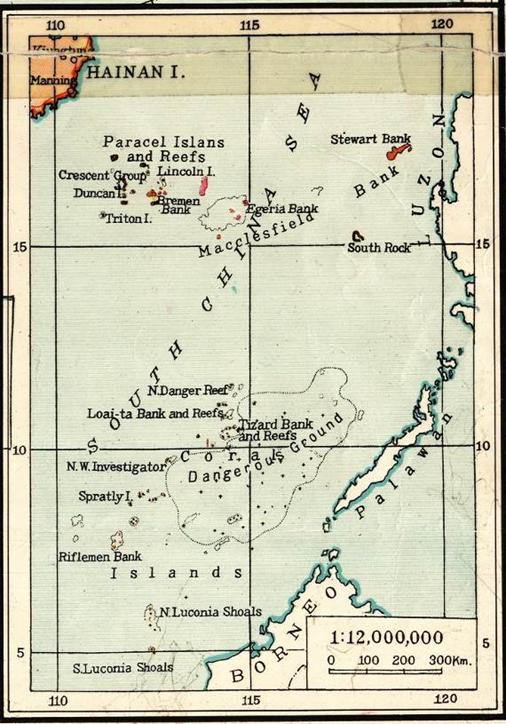 110 115 120
Kiungchow
Manning
HAINAN I.
SOUTH CHINA SEA
Paracel Islans
and Reefs
Stewart Bank
Crescent Group
Lincoln I.
Duncan I.
Bremen
Bank
Triton I.
Egeria Bank
Macclesfield Bank
LUZON
South Rock
15 15
N.Danger Reef
Loai-ta Bank and Reefs
Tizard Bank
and Reefs
10 10
Coral Islands
Dangerous Ground
N.W. Investigator
Spratly I.
Palawan
Riflemen Bank
N.Luconia Shoals
S.Luconia Shoals
BORNEO
5 5
1:12,000,000
0 100 200 300Km.
110 115 120